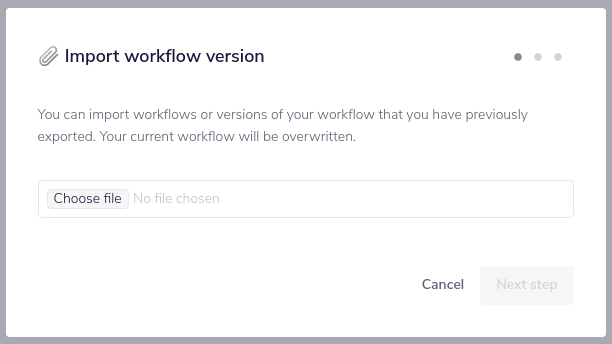 Import workflow version
You can import workflows or versions of your workflow that you have previously
exported. Your current workflow will be overwritten.
Choose file No file chosen
Cancel Next step